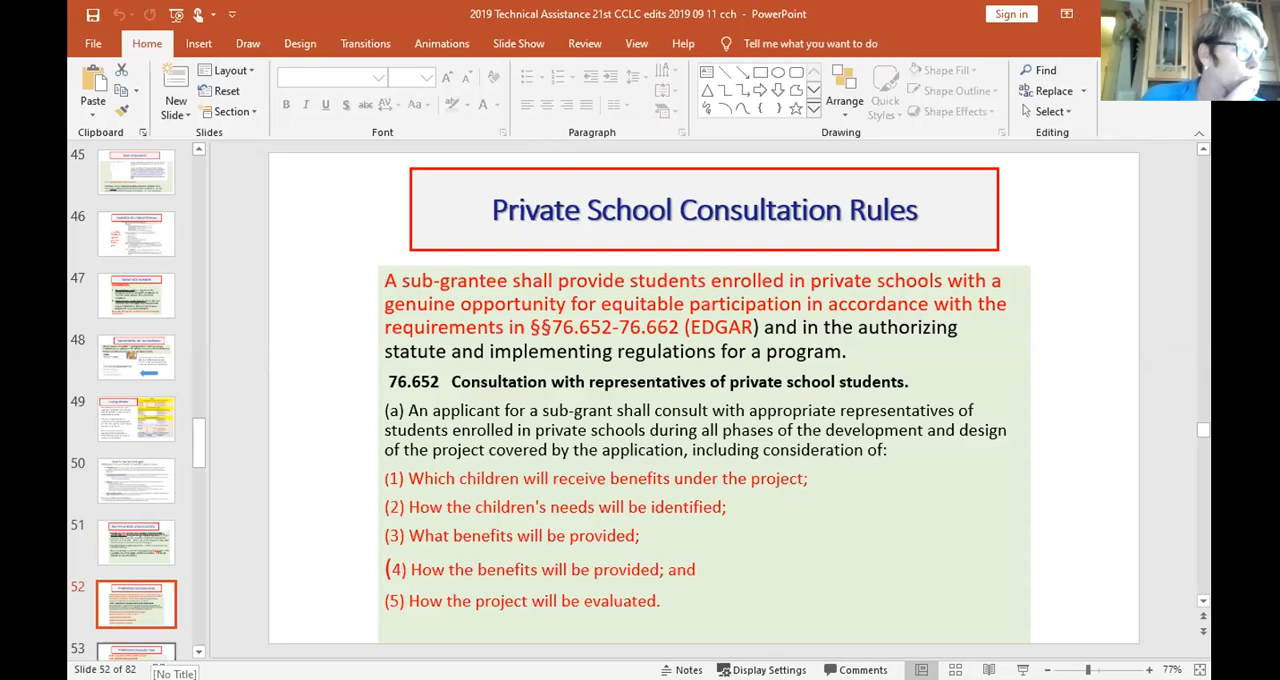 2019 Technical Assistance 21st CCLC edits 2019 09 11 cch - PowerPoint
Sign in
File Home Insert Draw Design Transitions Animations Slide Show Review View Help Tell me what you want to do
Paste
New
Slide
Layout
Reset
Section
B I U S abc AV Aa A
Arrange
Quick
Styles
Shape Fill
Shape Outline
Shape Effects
Find
Replace
Select
Clipboard Slides Font Paragraph Drawing Editing
45
46
47
48
49
50
51
52
53
Private School Consultation Rules
A sub-grantee shall provide students enrolled in private schools with a
genuine opportunity for equitable participation in accordance with the
requirements in §§76.652-76.662 (EDGAR) and in the authorizing
statute and implementing regulations for a program.
76.652 Consultation with representatives of private school students.
(a) An applicant for a sub-grant shall consult with appropriate representatives of
students enrolled in private schools during all phases of the development and design
of the project covered by the application, including consideration of:
(1) Which children will receive benefits under the project;
(2) How the children's needs will be identified;
(3) What benefits will be provided;
(4) How the benefits will be provided; and
(5) How the project will be evaluated.
Slide 52 of 82
[No Title]
Notes Display Settings Comments 77%